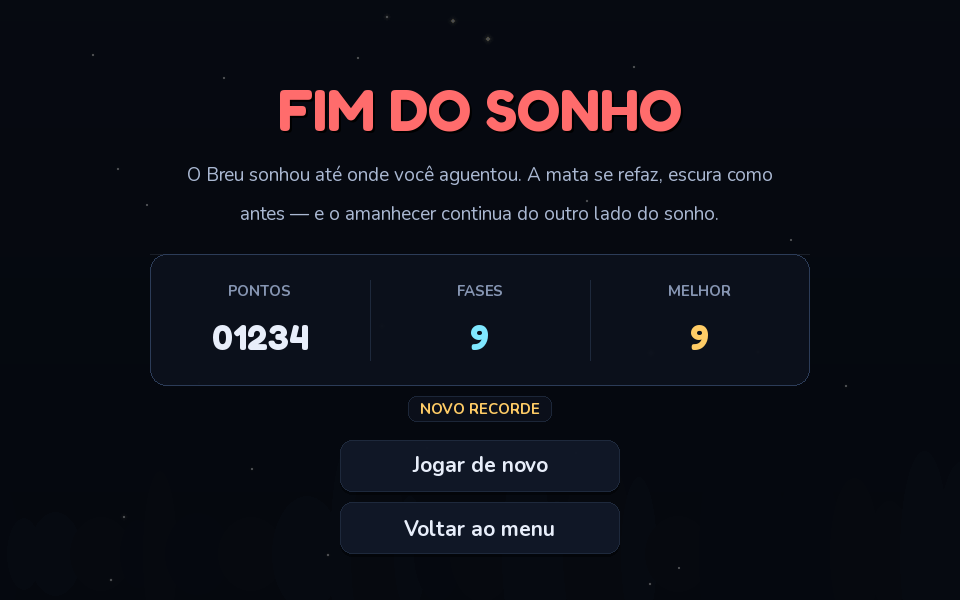 FIM DO SONHO
O Breu sonhou até onde você aguentou. A mata se refaz, escura como
antes — e o amanhecer continua do outro lado do sonho.
PONTOS
01234
FASES
9
MELHOR
9
NOVO RECORDE
Jogar de novo
Voltar ao menu